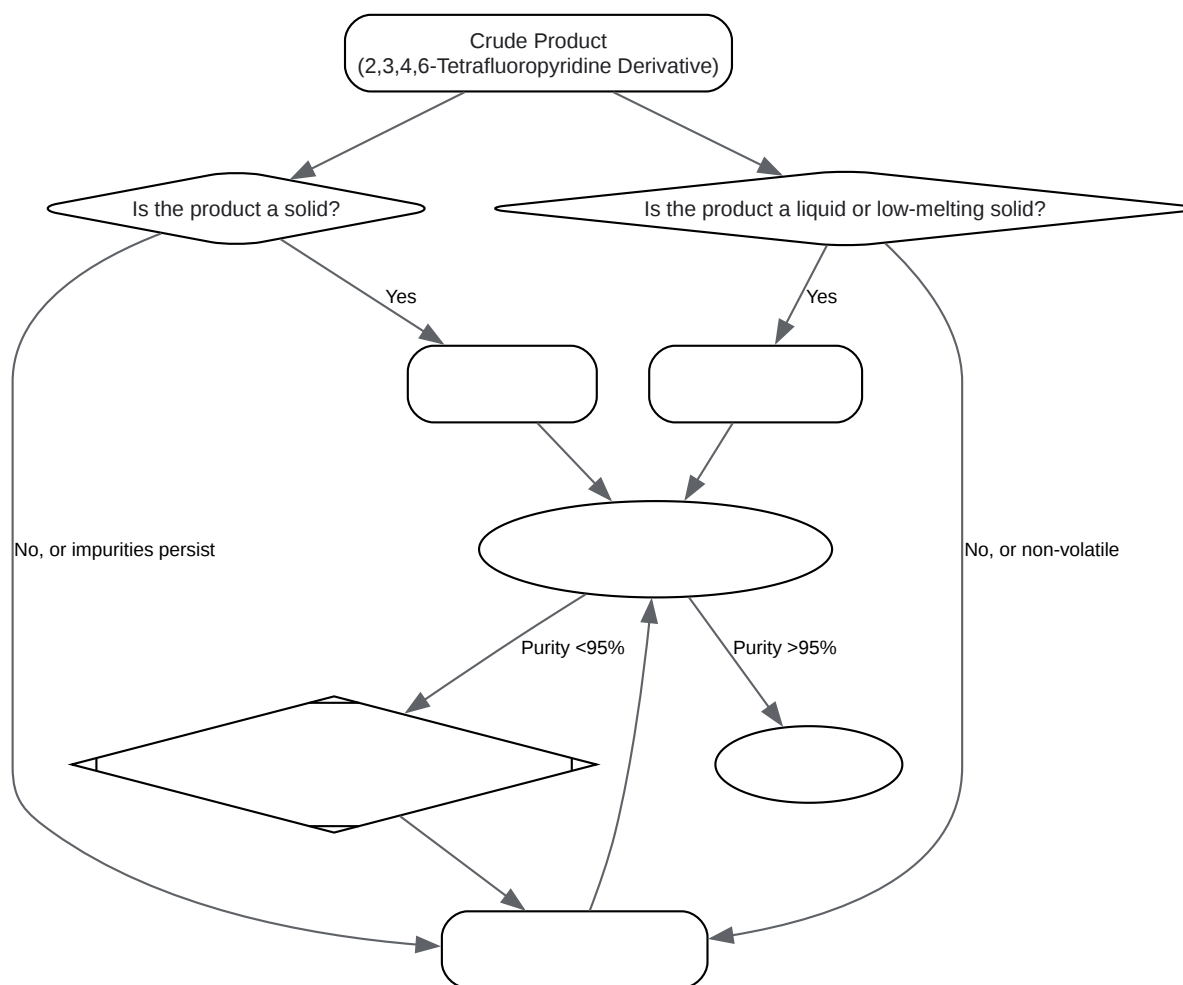 Crude Product
(2,3,4,6-Tetrafluoropyridine Derivative)
Is the product a solid?
Is the product a liquid or low-melting solid?
Yes
Yes
No, or impurities persist
No, or non-volatile
Purity <95%
Purity >95%